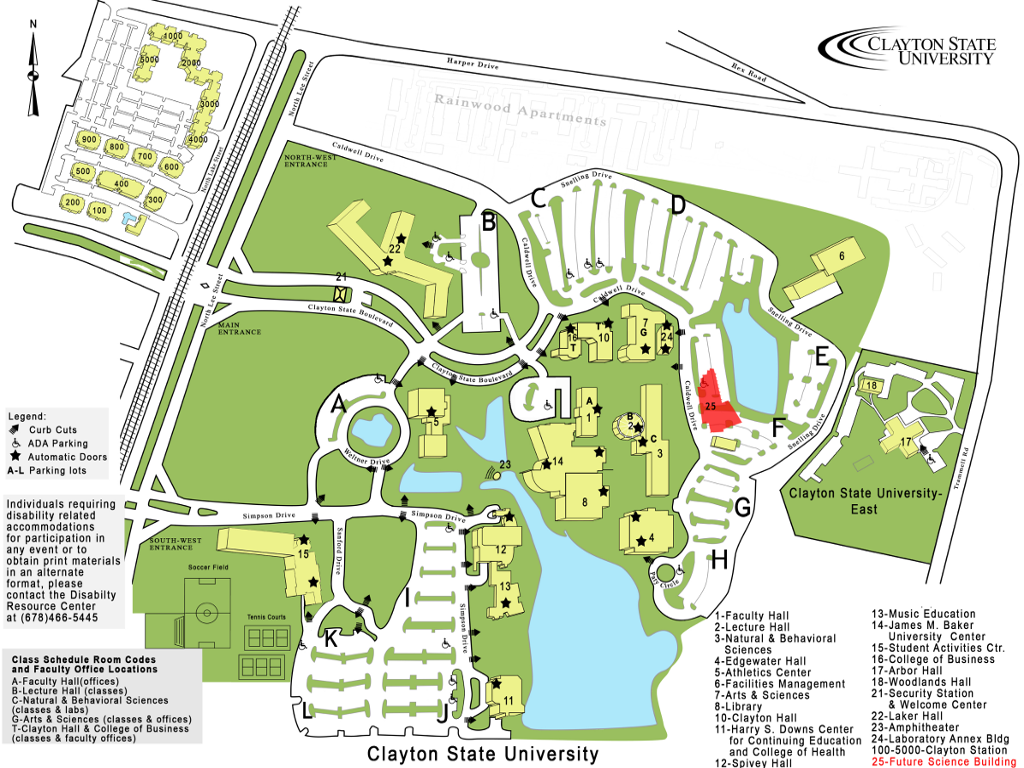 N
CLAYTON STATE
UNIVERSITY
Harper Drive
Rex Road
Rainwood Apartments
North Lee Street
North Lake Street
Caldwell Drive
NORTH-WEST
ENTRANCE
Snelling Drive
1000
5000
2000
3000
4000
900
800
700
600
500
400
300
200
100
B
C
D
22
6
Caldwell Drive
Caldwell Drive
21
Clayton State Boulevard
North Lee Street
MAIN
ENTRANCE
Snelling Drive
16
T
T
10
7
G
24
E
Clayton State Boulevard
Caldwell Drive
25
18
17
A
5
A
1
B
2
C
3
F
Snelling Drive
Trammell Rd
Legend:
Curb Cuts
ADA Parking
Automatic Doors
A-L Parking lots
Weltner Drive
23
14
8
Clayton State University-
East
G
Individuals requiring
disability related
accommodations
for participation in
any event or to
obtain print materials
in an alternate
format, please
contact the Disabilty
Resource Center
at (678)466-5445
Simpson Drive
Simpson Drive
SOUTH-WEST
ENTRANCE
Sanford Drive
15
12
13
4
H
Part Circle
I
Simpson Drive
Soccer Field
Tennis Courts
K
L
J
11
Class Schedule Room Codes
and Faculty Office Locations
A-Faculty Hall(offices)
B-Lecture Hall (classes)
C-Natural & Behavioral Sciences
(classes & labs)
G-Arts & Sciences (classes & offices)
T-Clayton Hall & College of Business
(classes & faculty offices)
Clayton State University
1-Faculty Hall
2-Lecture Hall
3-Natural & Behavioral
Sciences
4-Edgewater Hall
5-Athletics Center
6-Facilities Management
7-Arts & Sciences
8-Library
10-Clayton Hall
11-Harry S. Downs Center
for Continuing Education
and College of Health
12-Spivey Hall
13-Music Education
14-James M. Baker
University Center
15-Student Activities Ctr.
16-College of Business
17-Arbor Hall
18-Woodlands Hall
21-Security Station
& Welcome Center
22-Laker Hall
23-Amphitheater
24-Laboratory Annex Bldg
100-5000-Clayton Station
25-Future Science Building